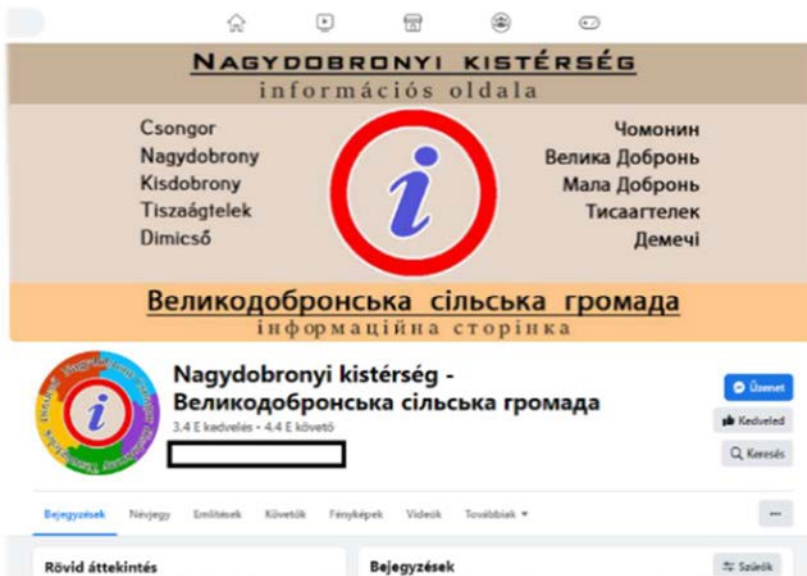 NAGYDOBRONYI KISTÉRSÉG
információs oldala
Csongor
Nagydobrony
Kisdobrony
Tiszaágtelek
Dimicső
Чомонин
Велика Добронь
Мала Добронь
Тисаагтелек
Демечі
Великодобронська сільська громада
інформаційна сторінка
Nagydobronyi kistérség -
Великодобронська сільська громада
3.4 E kedvelés • 4.4 E követő
Üzenet
Kedveled
Keresés
Bejegyzések Névjegy Említések Követők Fényképek Videók Továbbiak
Rövid áttekintés
Bejegyzések
Szűrők